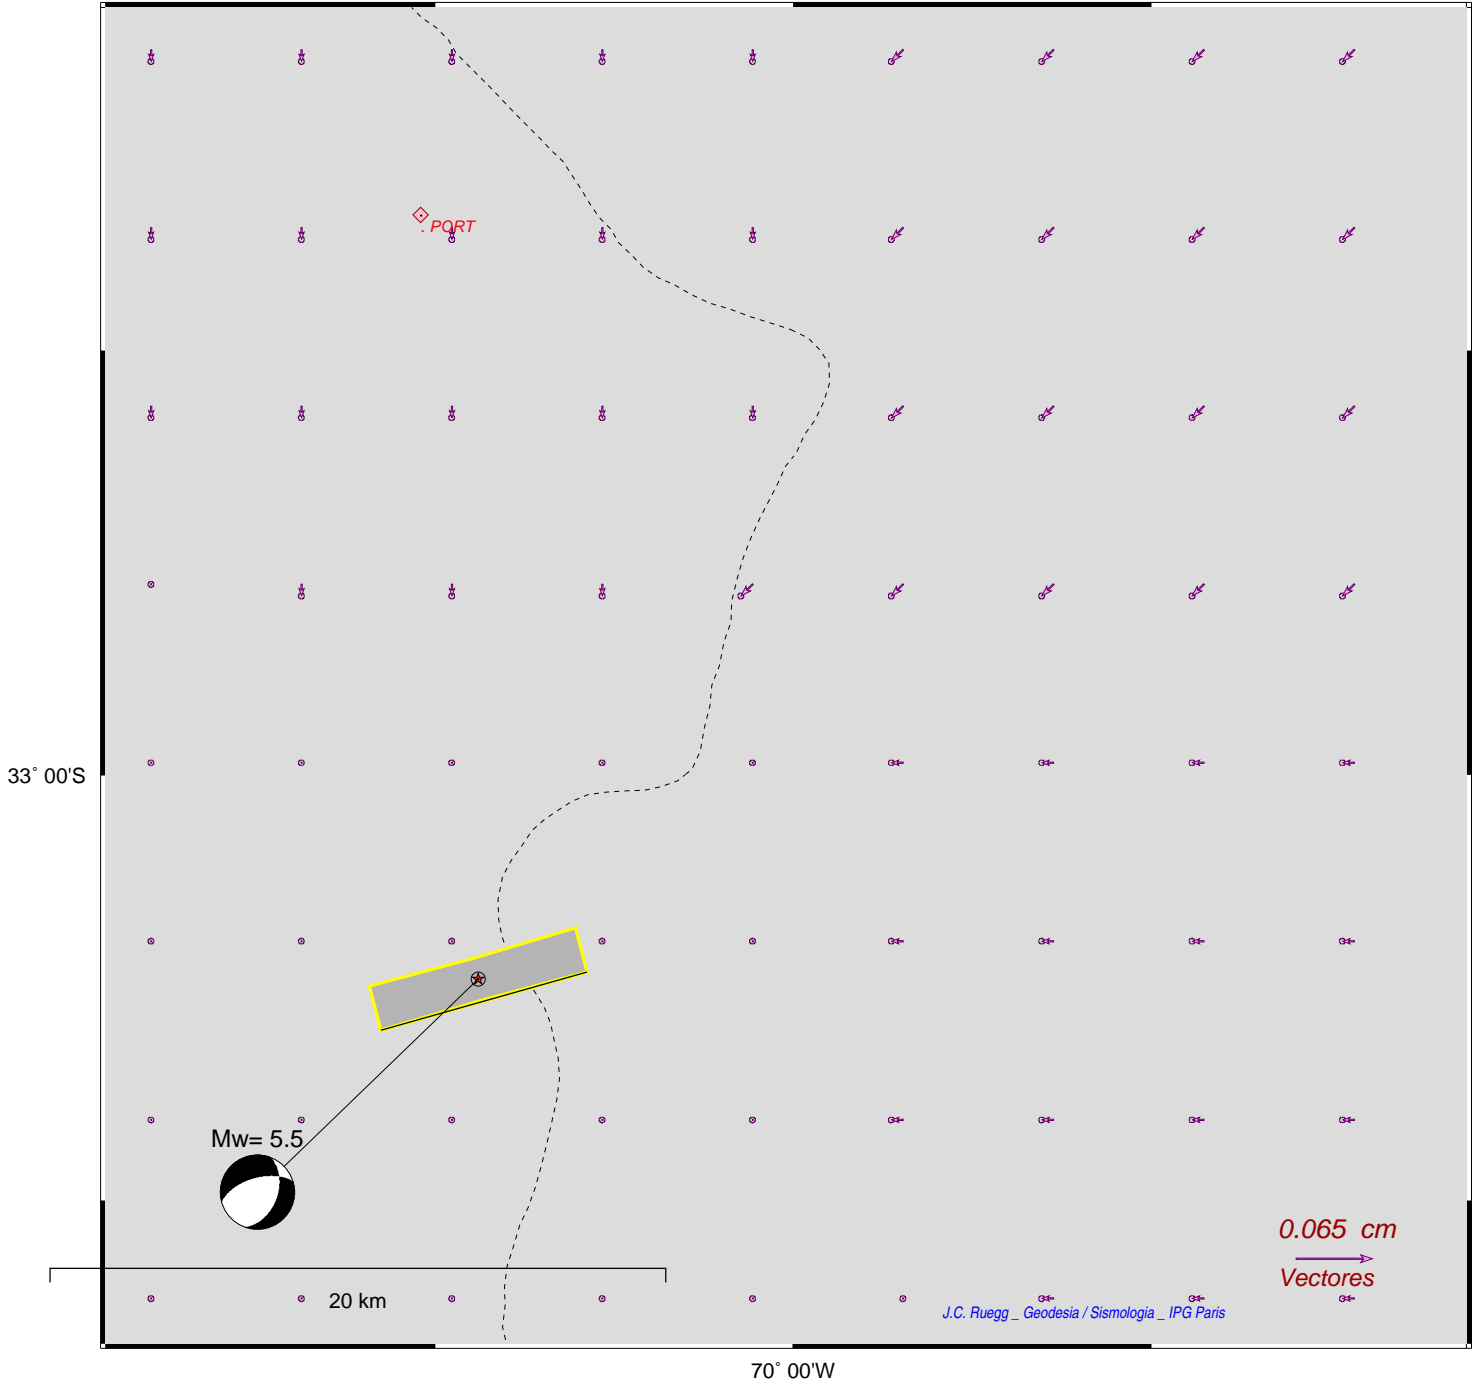 . PORT
33° 00'S
Mw= 5.5
0.065 cm
Vectores
20 km
J.C. Ruegg _ Geodesia / Sismologia _ IPG Paris
70° 00'W